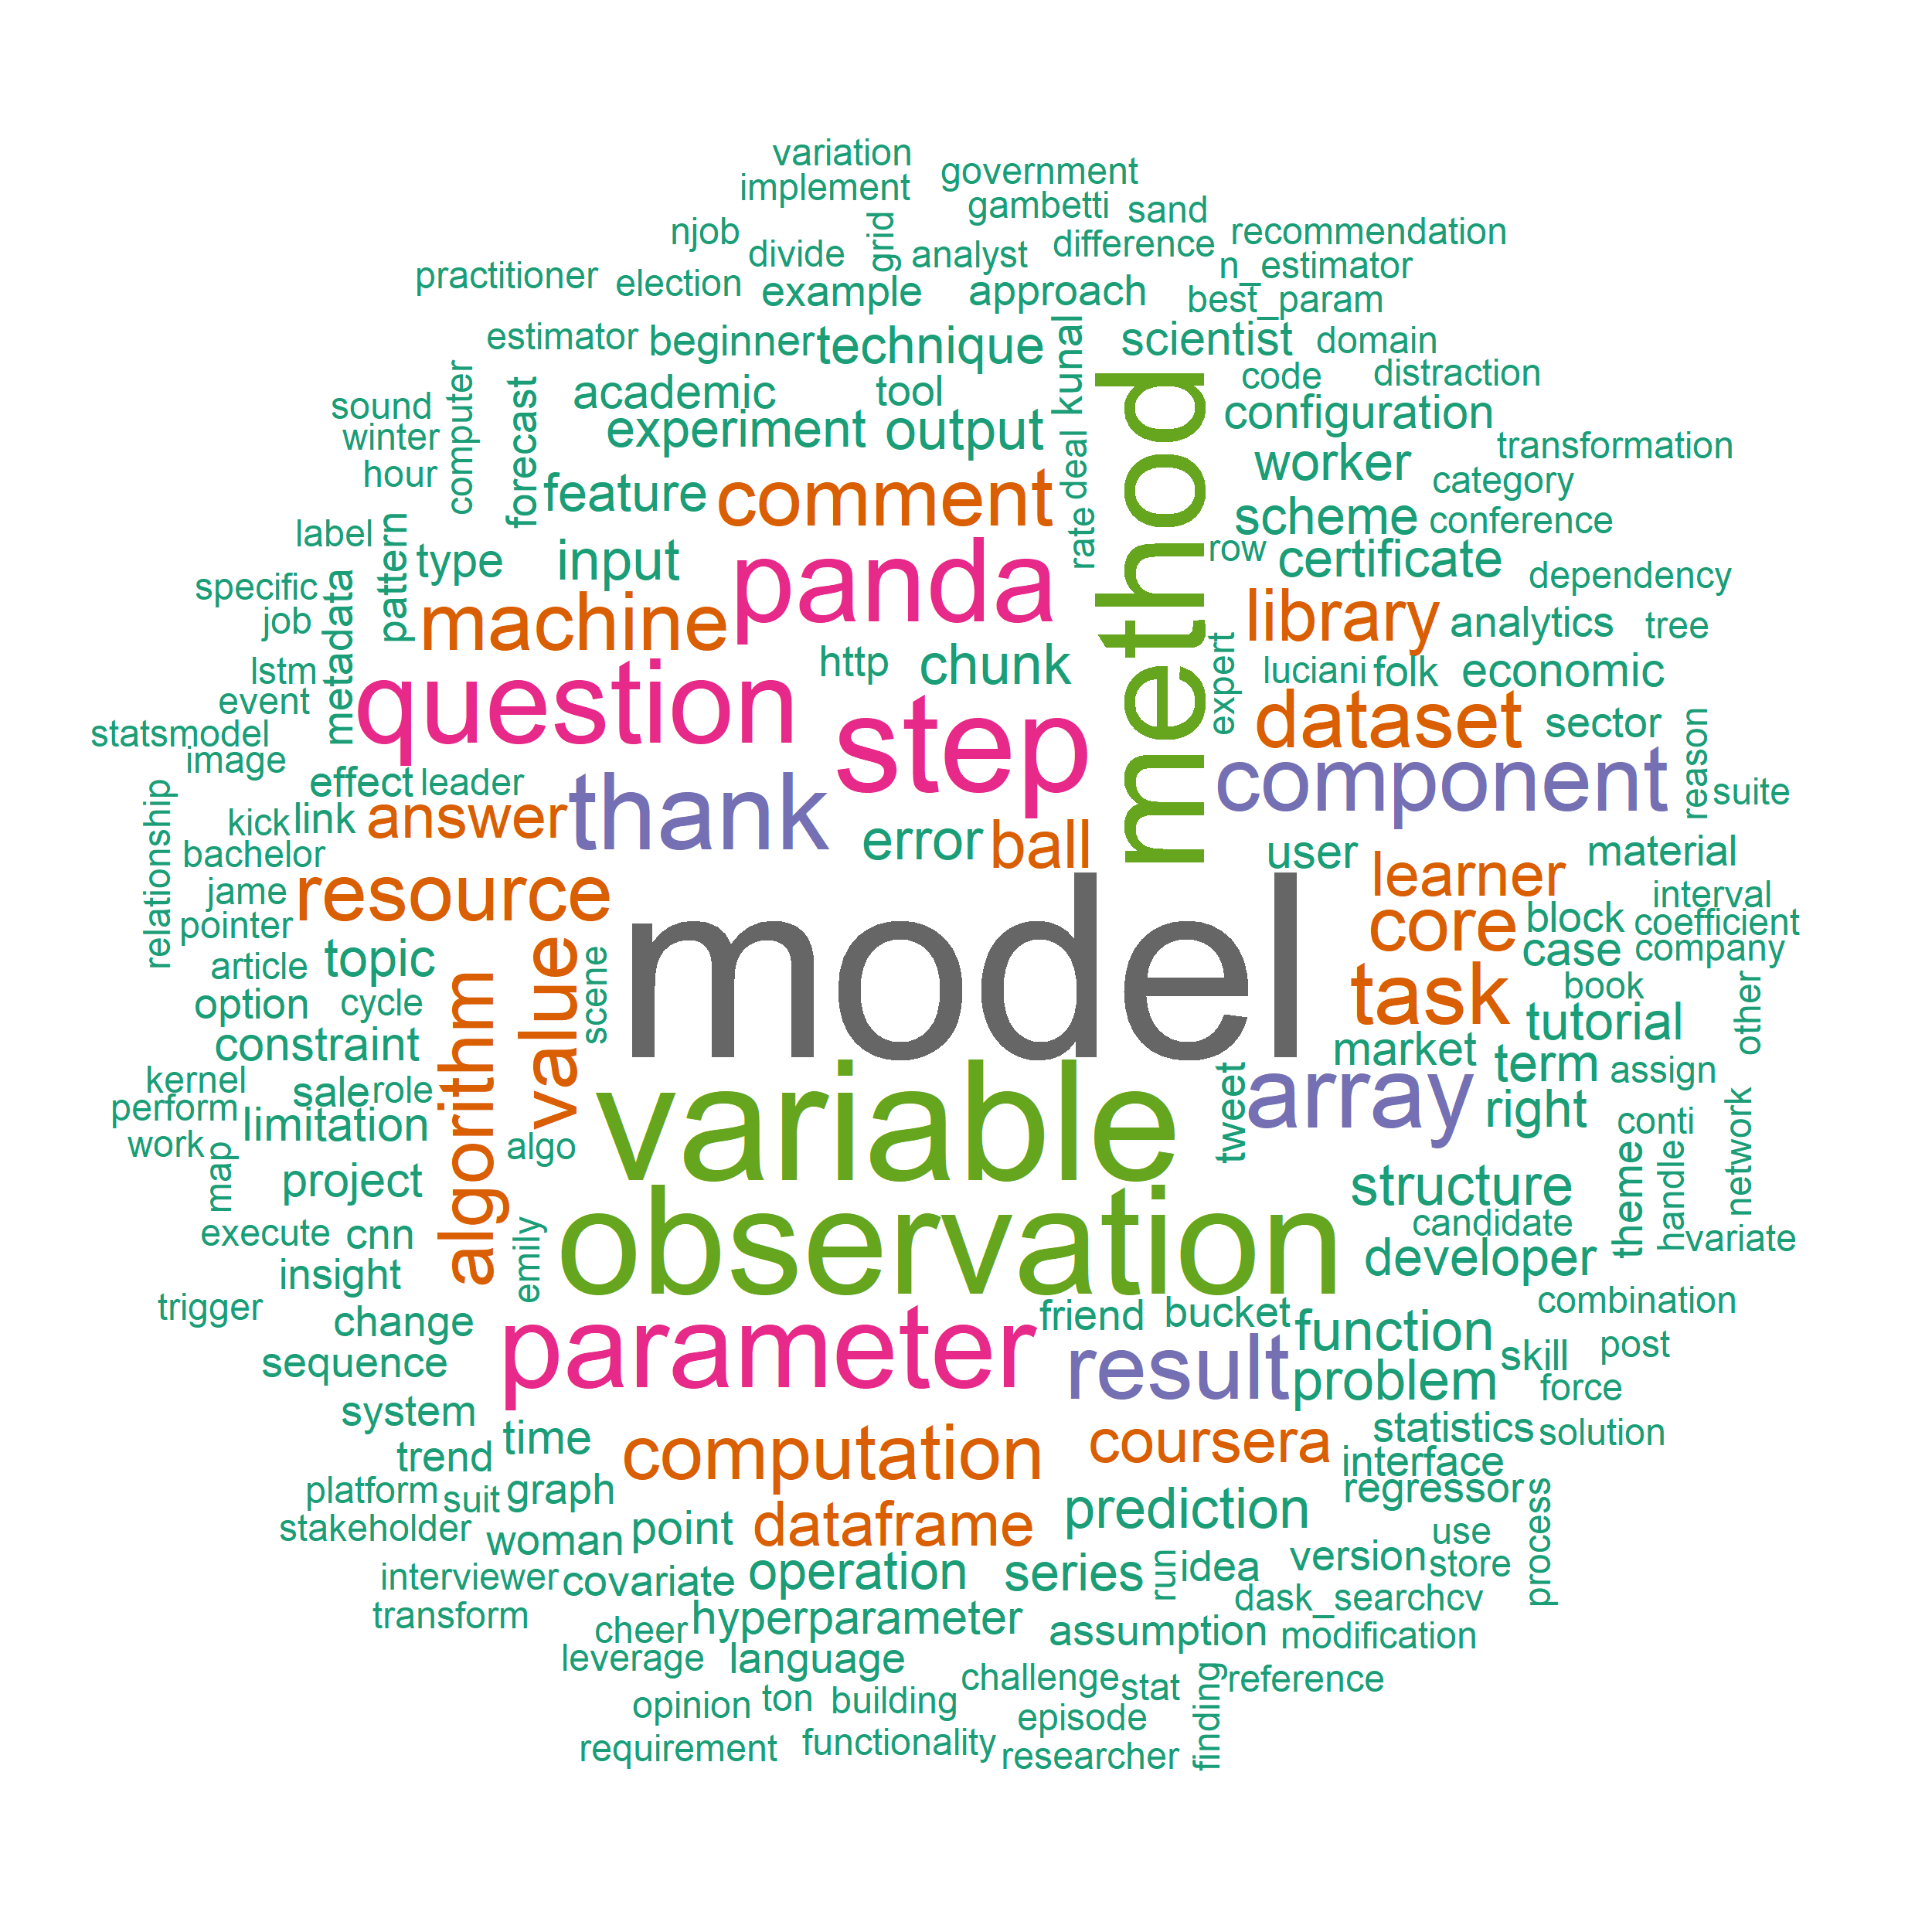 variation
implement
government
gambetti
sand
njob
divide
grid
analyst
difference
recommendation
practitioner
election
example
approach
n_estimator
best_param
estimator
beginner
technique
kunal
scientist
domain
sound
winter
hour
computer
forecast
academic
tool
code
distraction
experiment
output
configuration
transformation
label
pattern
feature
comment
deal
method
worker
category
scheme
conference
rate
row
certificate
dependency
specific
job
metadata
type
input
panda
machine
library
analytics
tree
lstm
event
http
chunk
expert
luciani
folk
economic
statsmodel
image
question
step
dataset
sector
reason
effect
leader
thank
component
suite
relationship
kick
link
answer
error
ball
user
material
bachelor
jame
resource
learner
interval
pointer
model
core
block
coefficient
article
topic
value
scene
case
company
option
cycle
algorithm
task
book
other
constraint
tutorial
kernel
sale
role
market
term
assign
perform
limitation
variable
tweet
array
right
conti
network
work
map
algo
project
structure
theme
handle
execute
cnn
emily
observation
candidate
variate
insight
developer
trigger
change
parameter
friend
bucket
function
combination
sequence
result
problem
skill
post
force
system
trend
time
computation
coursera
statistics
solution
interface
platform
suit
graph
regressor
process
stakeholder
woman
point
dataframe
prediction
use
interviewer
covariate
operation
series
run
idea
version
store
transform
cheer
hyperparameter
dask_searchcv
assumption
modification
leverage
language
challenge
stat
finding
reference
opinion
ton
building
episode
requirement
functionality
researcher